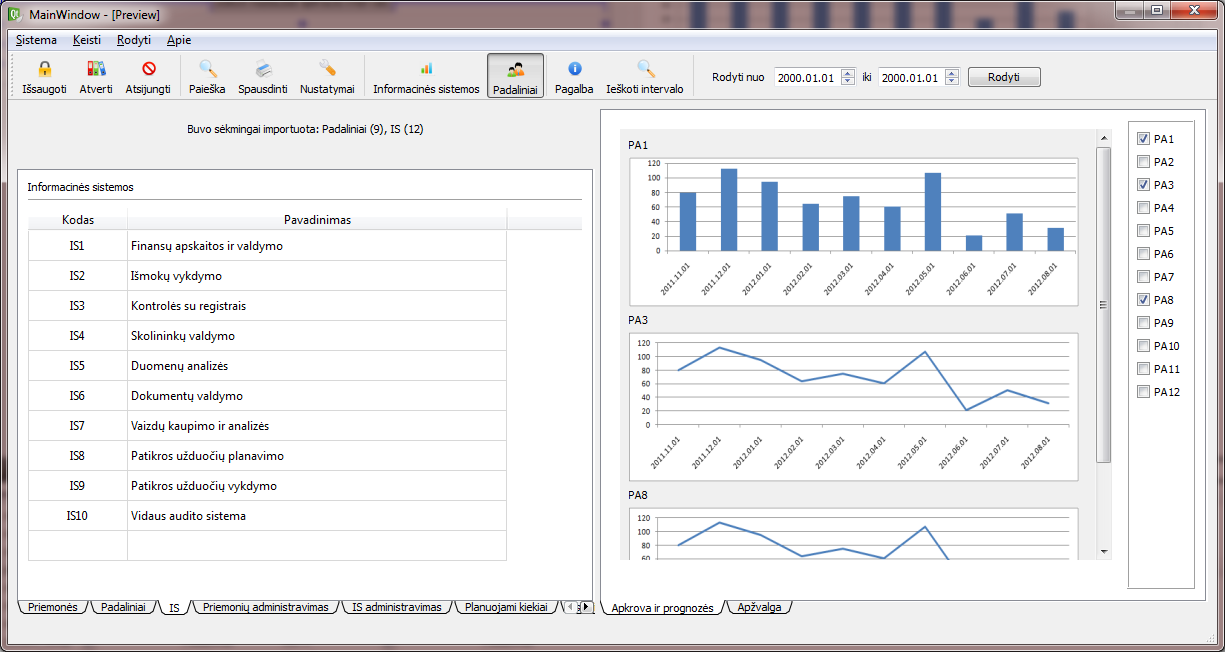 MainWindow - [Preview]
Sistema Keisti Rodyti Apie
Išsaugoti Atverti Atsijungti Paieška Spausdinti Nustatymai Informacinės sistemos Padaliniai Pagalba Ieškoti intervalo Rodyti nuo 2000.01.01 iki 2000.01.01 Rodyti
Buvo sėkmingai importuota: Padaliniai (9), IS (12)
Informacinės sistemos
Kodas Pavadinimas
IS1 Finansų apskaitos ir valdymo
IS2 Išmokų vykdymo
IS3 Kontrolės su registrais
IS4 Skolininkų valdymo
IS5 Duomenų analizės
IS6 Dokumentų valdymo
IS7 Vaizdų kaupimo ir analizės
IS8 Patikros užduočių planavimo
IS9 Patikros užduočių vykdymo
IS10 Vidaus audito sistema
Priemonės Padaliniai IS Priemonių administravimas IS administravimas Planuojami kiekiai
PA1
120
100
80
60
40
20
0
2011.11.01 2011.12.01 2012.01.01 2012.02.01 2012.03.01 2012.04.01 2012.05.01 2012.06.01 2012.07.01 2012.08.01
PA3
120
100
80
60
40
20
0
2011.11.01 2011.12.01 2012.01.01 2012.02.01 2012.03.01 2012.04.01 2012.05.01 2012.06.01 2012.07.01 2012.08.01
PA8
120
100
80
60
PA1
PA2
PA3
PA4
PA5
PA6
PA7
PA8
PA9
PA10
PA11
PA12
Apkrova ir prognozės Apžvalga